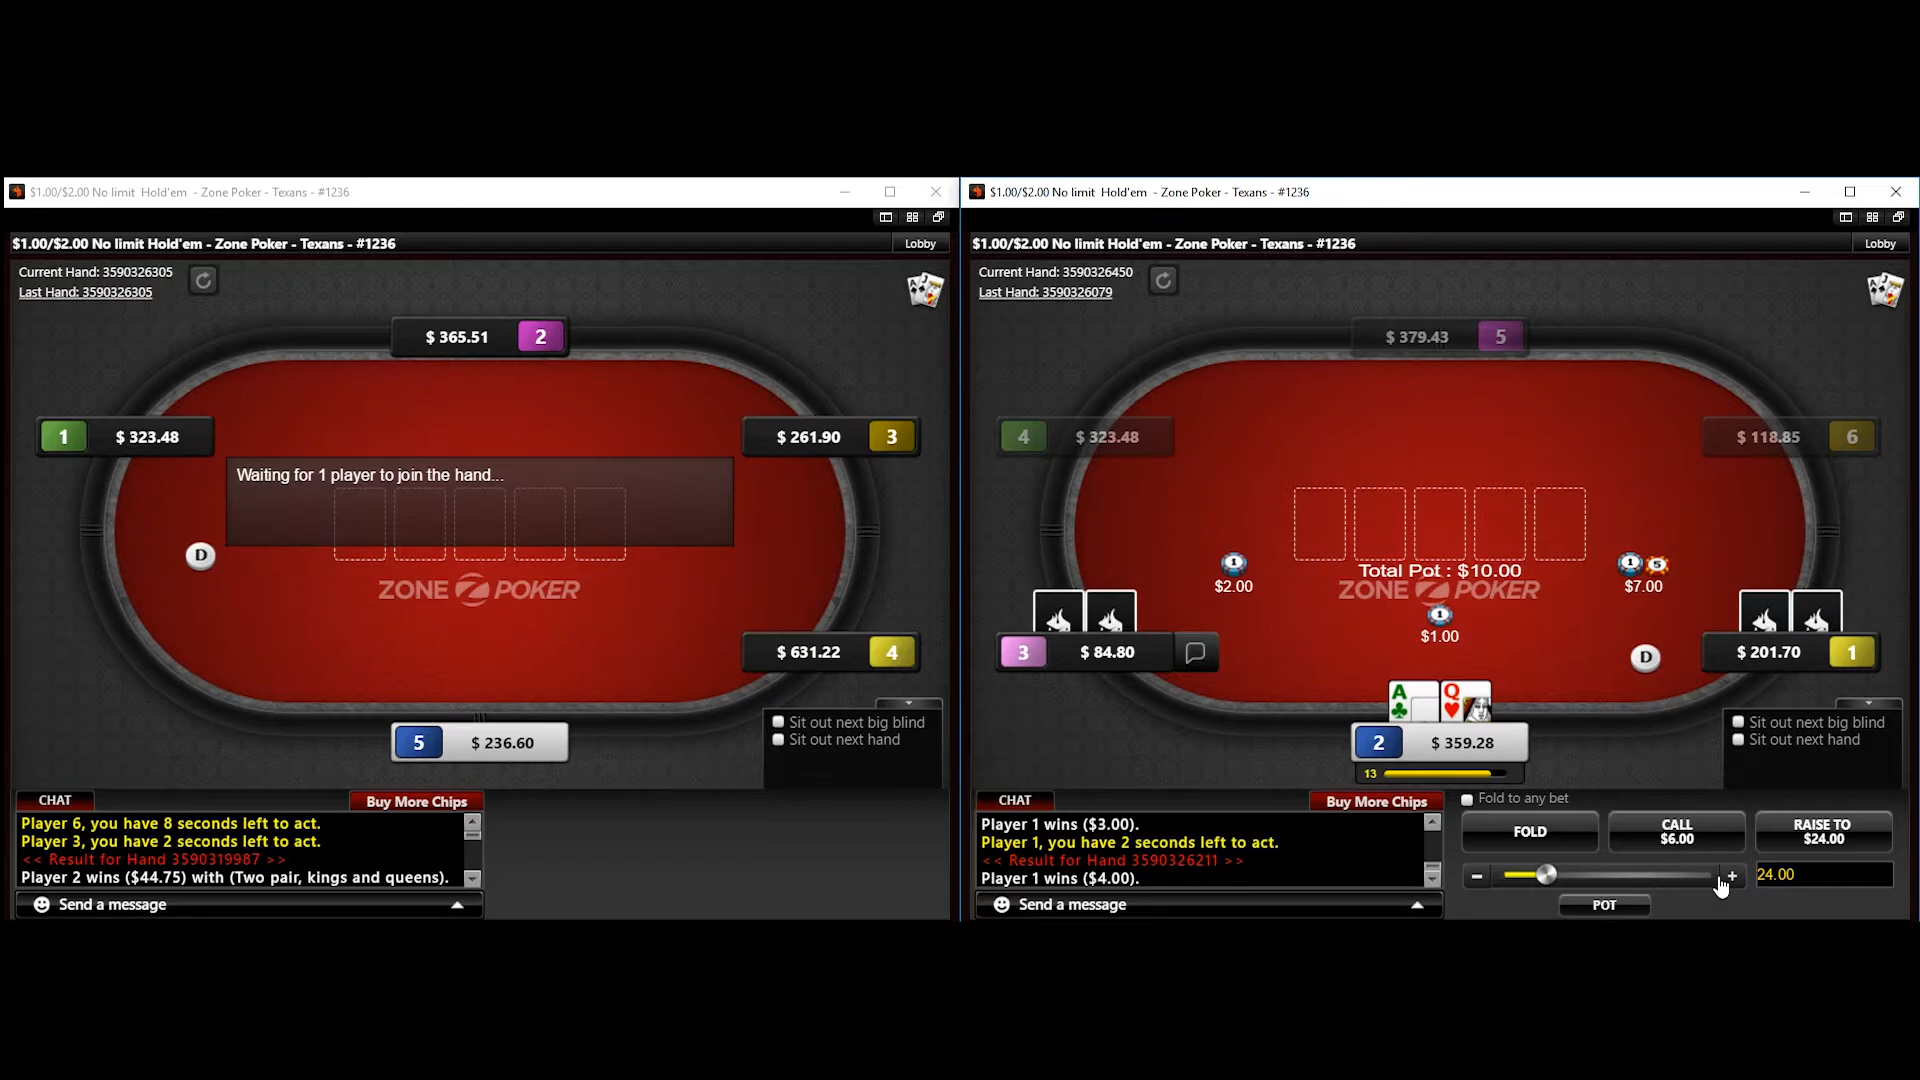 $1.00/$2.00 No limit Hold'em - Zone Poker - Texans - #1236
$1.00/$2.00 No limit Hold'em - Zone Poker - Texans - #1236
Lobby
Current Hand: 3590326305
Last Hand: 3590326305
$ 365.51 2
1 $ 323.48
$ 261.90 3
Waiting for 1 player to join the hand...
D
ZONE POKER
$ 631.22 4
5 $ 236.60
Sit out next big blind
Sit out next hand
CHAT
Buy More Chips
Player 6, you have 8 seconds left to act.
Player 3, you have 2 seconds left to act.
<< Result for Hand 3590319987 >>
Player 2 wins ($44.75) with (Two pair, kings and queens).
Send a message
$1.00/$2.00 No limit Hold'em - Zone Poker - Texans - #1236
$1.00/$2.00 No limit Hold'em - Zone Poker - Texans - #1236
Lobby
Current Hand: 3590326450
Last Hand: 3590326079
$ 379.43 5
4 $ 323.48
$ 118.85 6
1
$2.00
Total Pot : $10.00
1 5
$7.00
ZONE POKER
1
$1.00
3 $ 84.80
D
$ 201.70 1
A Q
2 $ 359.28
13
Sit out next big blind
Sit out next hand
CHAT
Buy More Chips
Player 1 wins ($3.00).
Player 1, you have 2 seconds left to act.
<< Result for Hand 3590326211 >>
Player 1 wins ($4.00).
Send a message
Fold to any bet
FOLD
CALL
$6.00
RAISE TO
$24.00
- + 24.00
POT